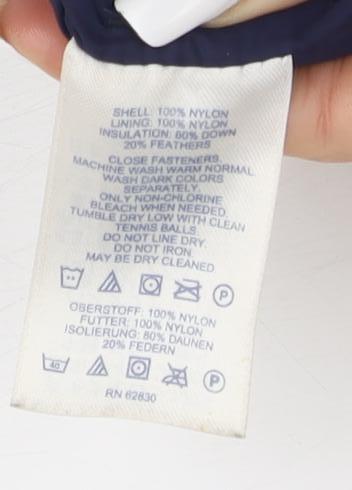 SHELL: 100% NYLON
LINING: 100% NYLON
INSULATION: 80% DOWN
20% FEATHERS
CLOSE FASTENERS.
MACHINE WASH WARM NORMAL.
WASH DARK COLORS
SEPARATELY.
ONLY NON-CHLORINE
BLEACH WHEN NEEDED.
TUMBLE DRY LOW WITH CLEAN
TENNIS BALLS.
DO NOT LINE DRY.
DO NOT IRON.
MAY BE DRY CLEANED
P
OBERSTOFF: 100% NYLON
FUTTER: 100% NYLON
ISOLIERUNG: 80% DAUNEN
20% FEDERN
40 P
RN 62830